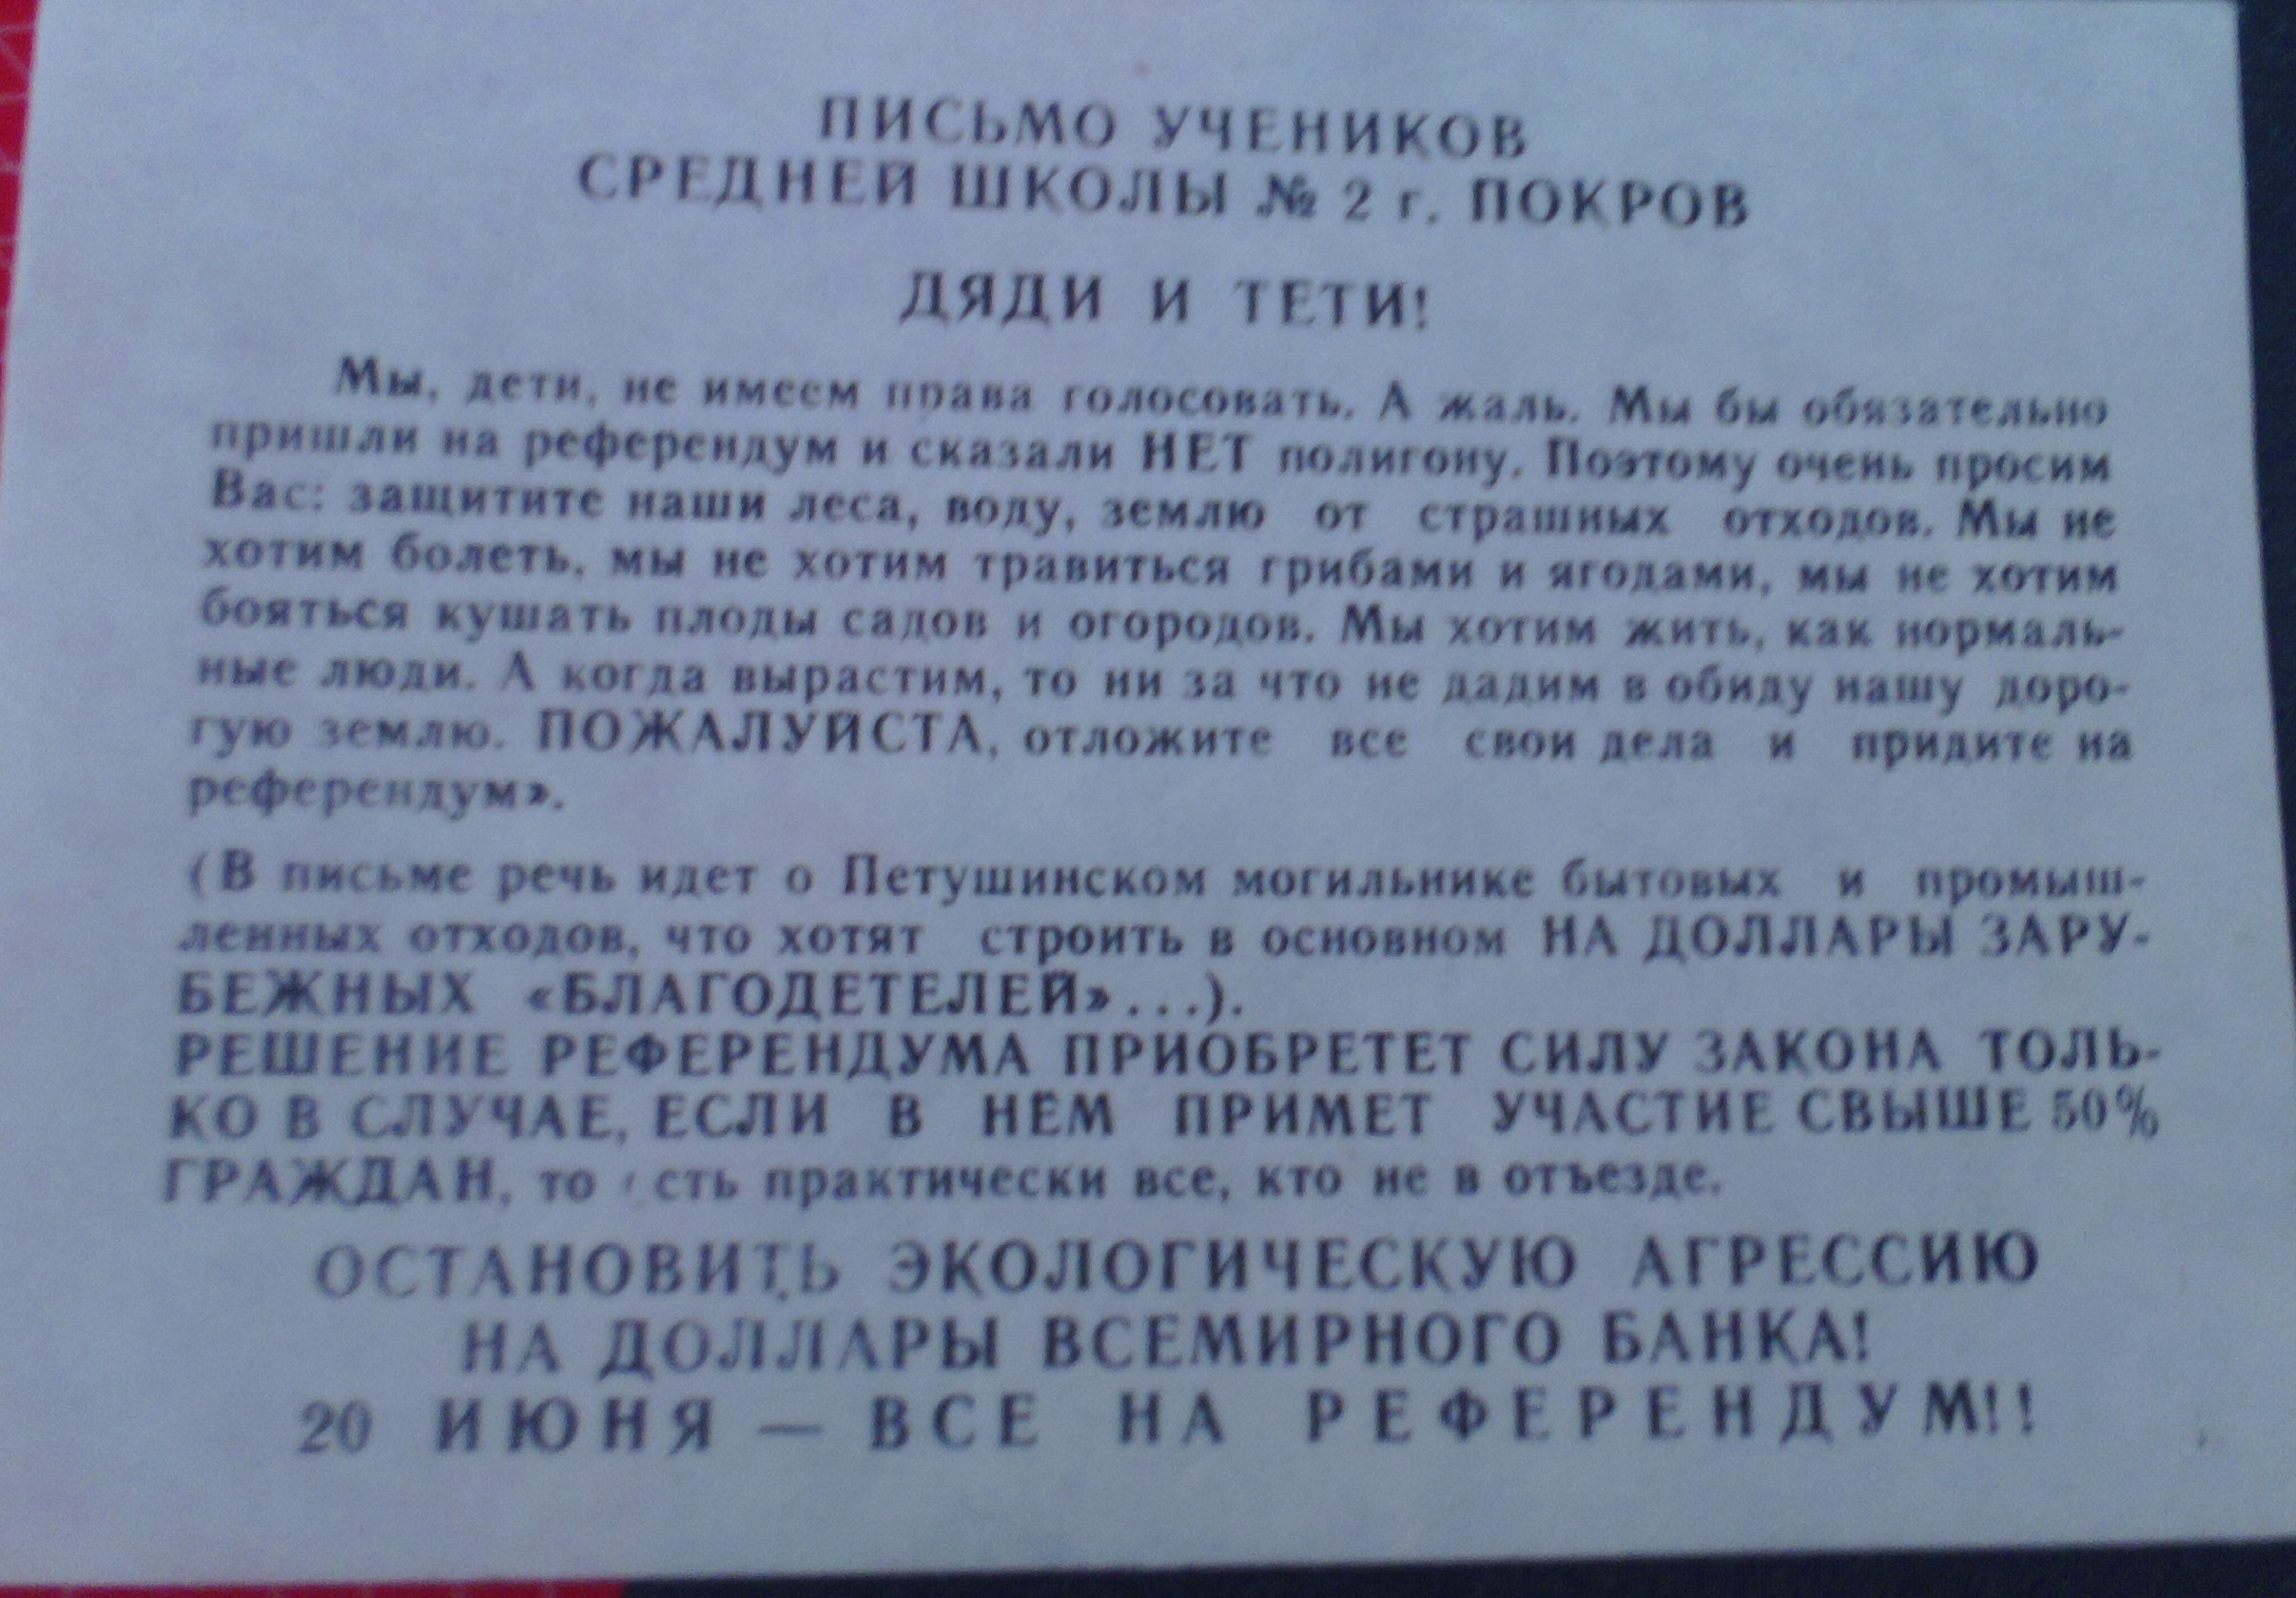 ПИСЬМО УЧЕНИКОВ
СРЕДНЕЙ ШКОЛЫ № 2 г. ПОКРОВ
ДЯДИ И ТЕТИ!
Мы, дети, не имеем права голосовать. А жаль. Мы бы обязательно
пришли на референдум и сказали НЕТ полигону. Поэтому очень просим
Вас: защитите наши леса, воду, землю от страшных отходов. Мы не
хотим болеть, мы не хотим травиться грибами и ягодами, мы не хотим
бояться кушать плоды садов и огородов. Мы хотим жить, как нормаль-
ные люди. А когда вырастим, то ни за что не дадим в обиду нашу доро-
гую землю. ПОЖАЛУЙСТА, отложите все свои дела и придите на
референдум».
(В письме речь идет о Петушинском могильнике бытовых и промыш-
ленных отходов, что хотят строить в основном НА ДОЛЛАРЫ ЗАРУ-
БЕЖНЫХ «БЛАГОДЕТЕЛЕЙ»...).
РЕШЕНИЕ РЕФЕРЕНДУМА ПРИОБРЕТЕТ СИЛУ ЗАКОНА ТОЛЬ-
КО В СЛУЧАЕ, ЕСЛИ В НЁМ ПРИМЕТ УЧАСТИЕ СВЫШЕ 50%
ГРАЖДАН, то есть практически все, кто не в отъезде.
ОСТАНОВИТЬ ЭКОЛОГИЧЕСКУЮ АГРЕССИЮ
НА ДОЛЛАРЫ ВСЕМИРНОГО БАНКА!
20 ИЮНЯ — ВСЕ НА РЕФЕРЕНДУМ!!